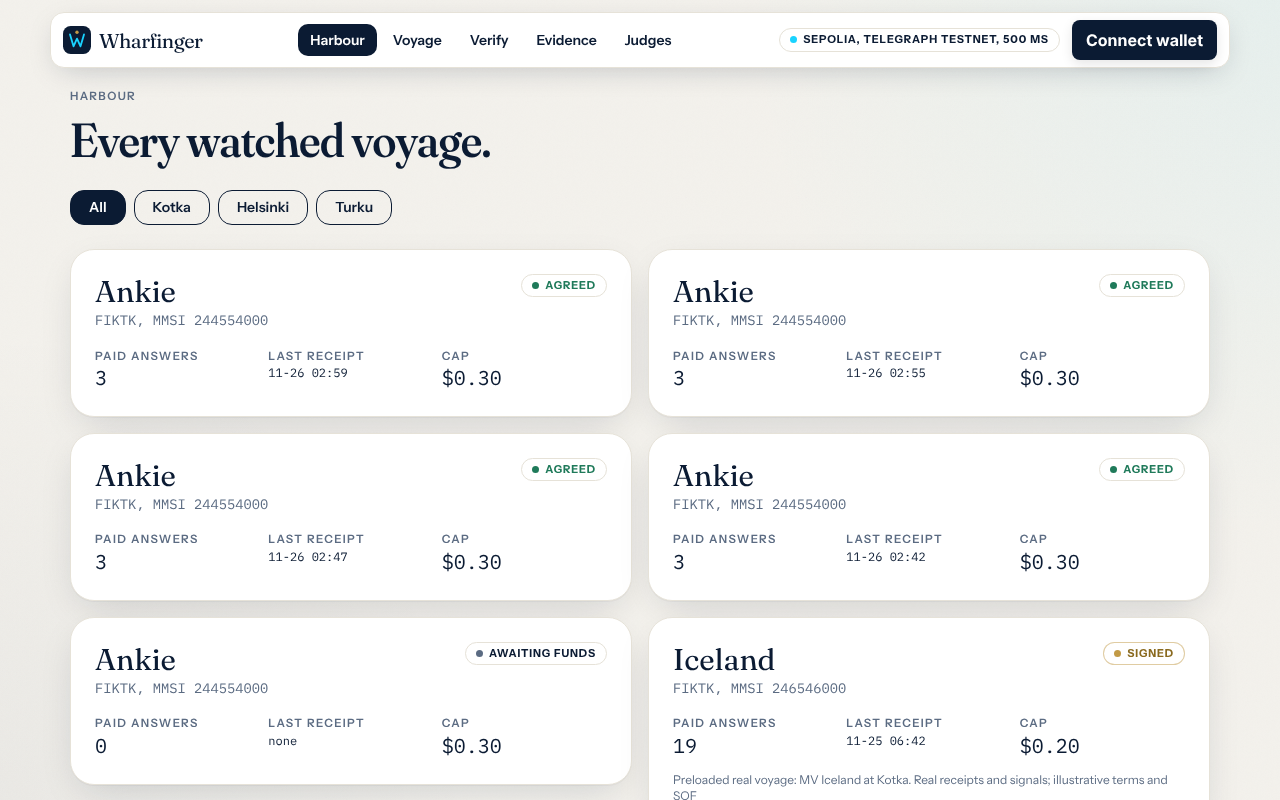 Wharfinger
Harbour
Voyage
Verify
Evidence
Judges
SEPOLIA, TELEGRAPH TESTNET, 500 MS
Connect wallet
HARBOUR
Every watched voyage.
All
Kotka
Helsinki
Turku
Ankie
AGREED
FIKTK, MMSI 244554000
PAID ANSWERS
LAST RECEIPT
CAP
3
11-26 02:59
$0.30
Ankie
AGREED
FIKTK, MMSI 244554000
PAID ANSWERS
LAST RECEIPT
CAP
3
11-26 02:55
$0.30
Ankie
AGREED
FIKTK, MMSI 244554000
PAID ANSWERS
LAST RECEIPT
CAP
3
11-26 02:47
$0.30
Ankie
AGREED
FIKTK, MMSI 244554000
PAID ANSWERS
LAST RECEIPT
CAP
3
11-26 02:42
$0.30
Ankie
AWAITING FUNDS
FIKTK, MMSI 244554000
PAID ANSWERS
LAST RECEIPT
CAP
0
none
$0.30
Iceland
SIGNED
FIKTK, MMSI 246546000
PAID ANSWERS
LAST RECEIPT
CAP
19
11-25 06:42
$0.20
Preloaded real voyage: MV Iceland at Kotka. Real receipts and signals; illustrative terms and
SOF